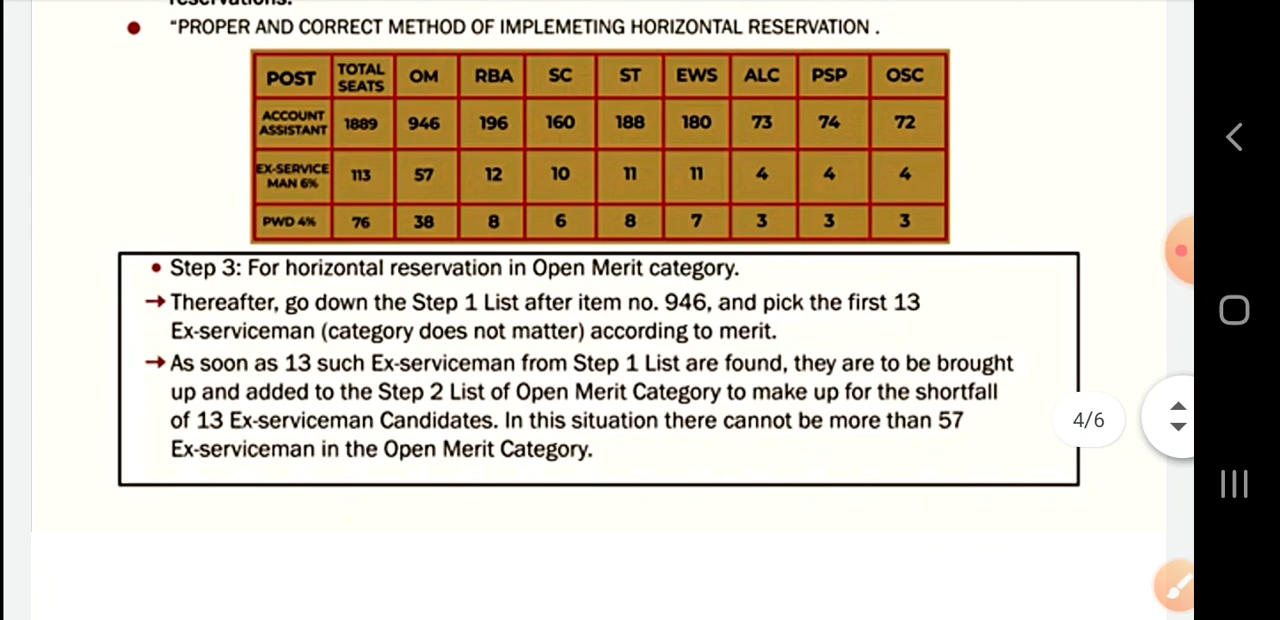 reservations.
• "PROPER AND CORRECT METHOD OF IMPLEMETING HORIZONTAL RESERVATION .
POST TOTAL SEATS OM RBA SC ST EWS ALC PSP OSC
ACCOUNT ASSISTANT 1889 946 196 160 188 180 73 74 72
EX-SERVICE MAN 6% 113 57 12 10 11 11 4 4 4
PWD 4% 76 38 8 6 8 7 3 3 3
• Step 3: For horizontal reservation in Open Merit category.
→ Thereafter, go down the Step 1 List after item no. 946, and pick the first 13
Ex-serviceman (category does not matter) according to merit.
→ As soon as 13 such Ex-serviceman from Step 1 List are found, they are to be brought
up and added to the Step 2 List of Open Merit Category to make up for the shortfall
of 13 Ex-serviceman Candidates. In this situation there cannot be more than 57
Ex-serviceman in the Open Merit Category.
4/6